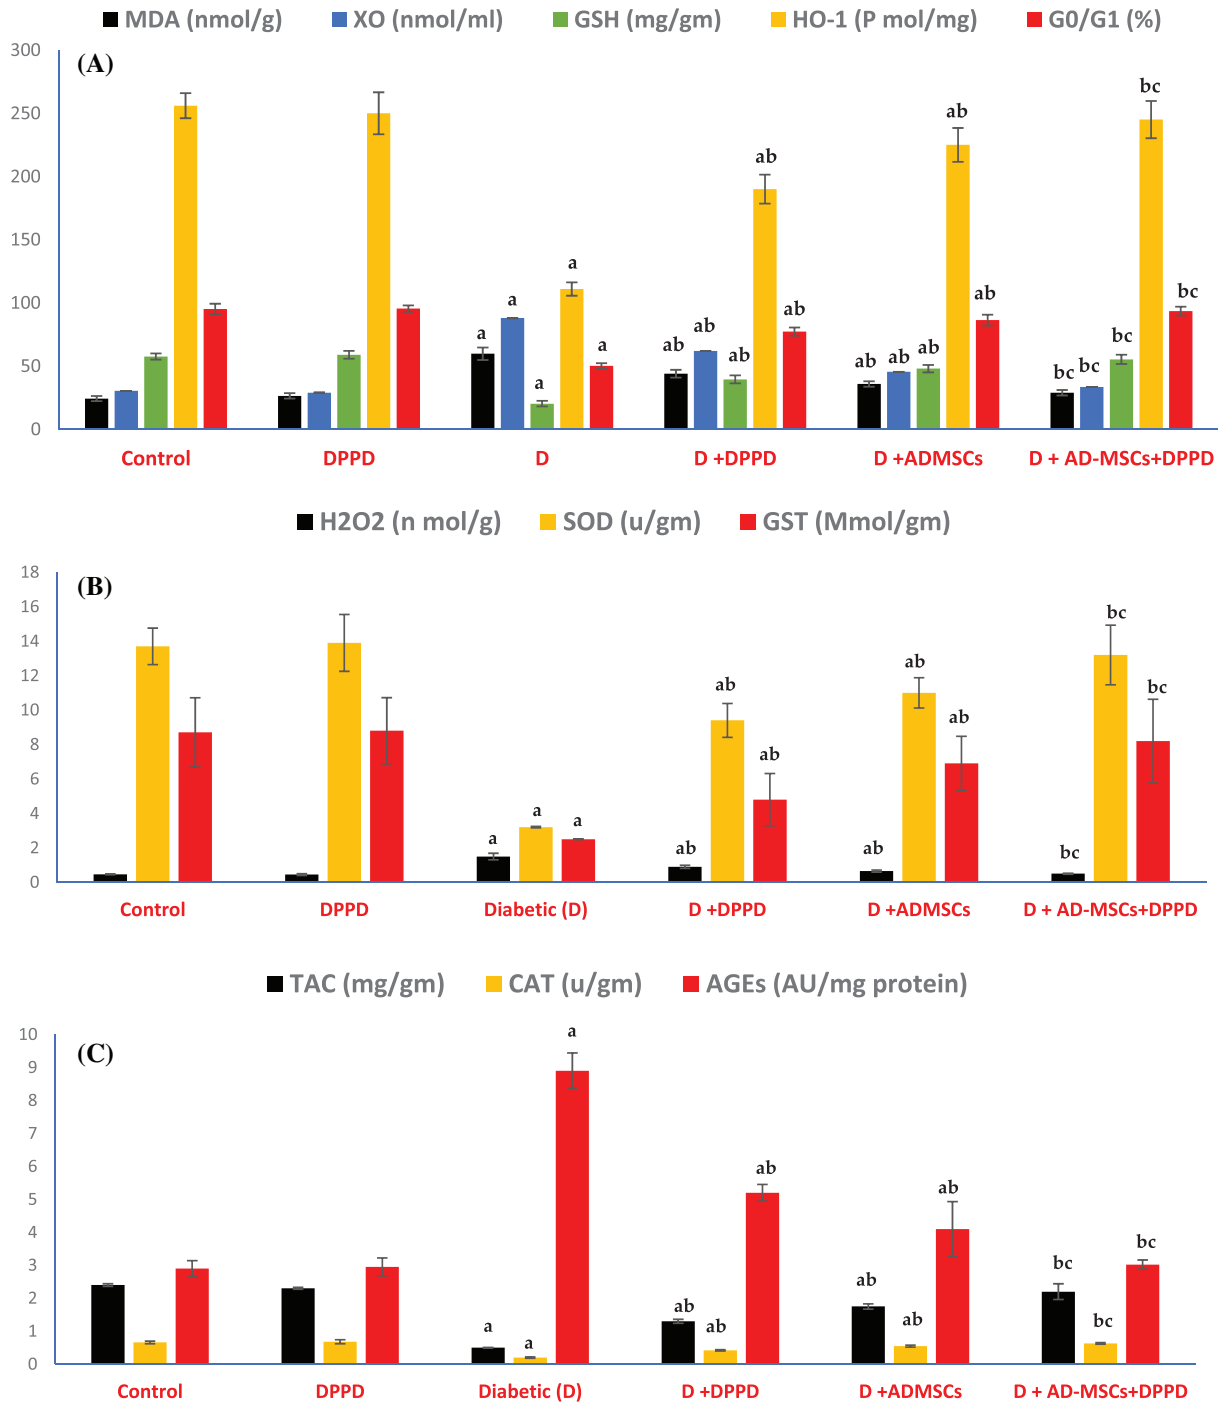 MDA (nmol/g) XO (nmol/ml) GSH (mg/gm) HO-1 (P mol/mg) G0/G1 (%)
(A)
300
250
200
150
100
50
0
a a a a a
ab ab ab ab ab
ab ab ab ab ab
bc bc bc bc bc
Control DPPD D D +DPPD D +ADMSCs D + AD-MSCs+DPPD
H2O2 (n mol/g) SOD (u/gm) GST (Mmol/gm)
(B)
18
16
14
12
10
8
6
4
2
0
a a a
ab ab ab
ab ab ab
bc bc bc
Control DPPD Diabetic (D) D +DPPD D +ADMSCs D + AD-MSCs+DPPD
TAC (mg/gm) CAT (u/gm) AGEs (AU/mg protein)
(C)
10
9
8
7
6
5
4
3
2
1
0
a a a
ab ab ab
ab ab ab
bc bc bc
Control DPPD Diabetic (D) D +DPPD D +ADMSCs D + AD-MSCs+DPPD